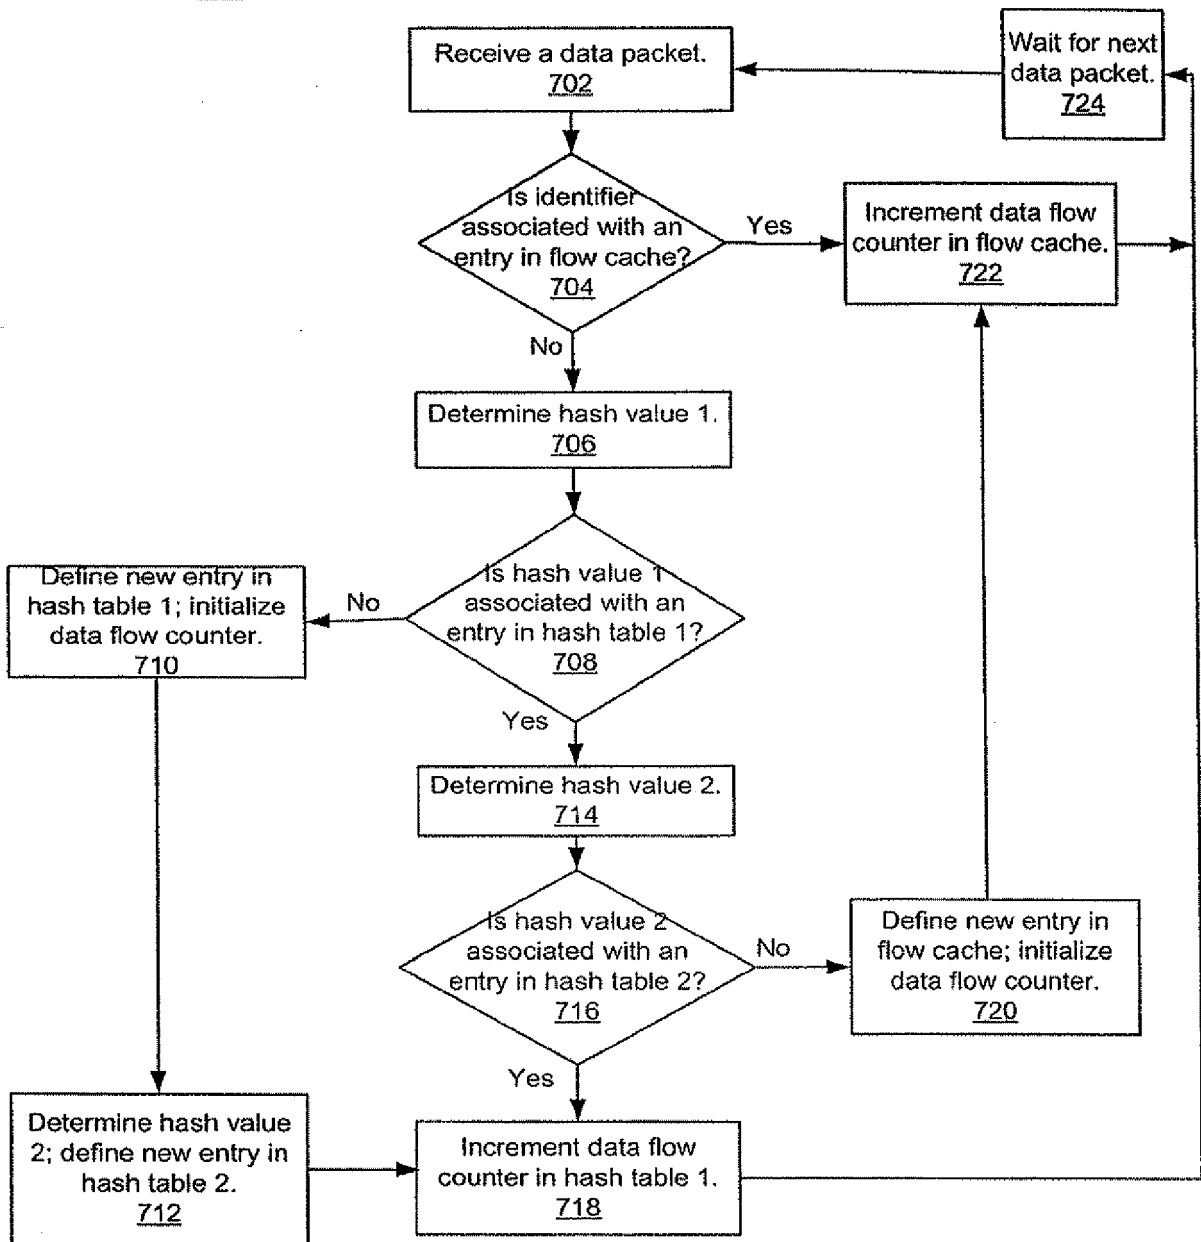 Receive a data packet.
702
Wait for next
data packet.
724
Is identifier
associated with an
entry in flow cache?
704
Yes
Increment data flow
counter in flow cache.
722
No
Determine hash value 1.
706
Is hash value 1
associated with an
entry in hash table 1?
708
No
Define new entry in
hash table 1; initialize
data flow counter.
710
Yes
Determine hash value 2.
714
Is hash value 2
associated with an
entry in hash table 2?
716
No
Define new entry in
flow cache; initialize
data flow counter.
720
Yes
Determine hash value
2; define new entry in
hash table 2.
712
Increment data flow
counter in hash table 1.
718